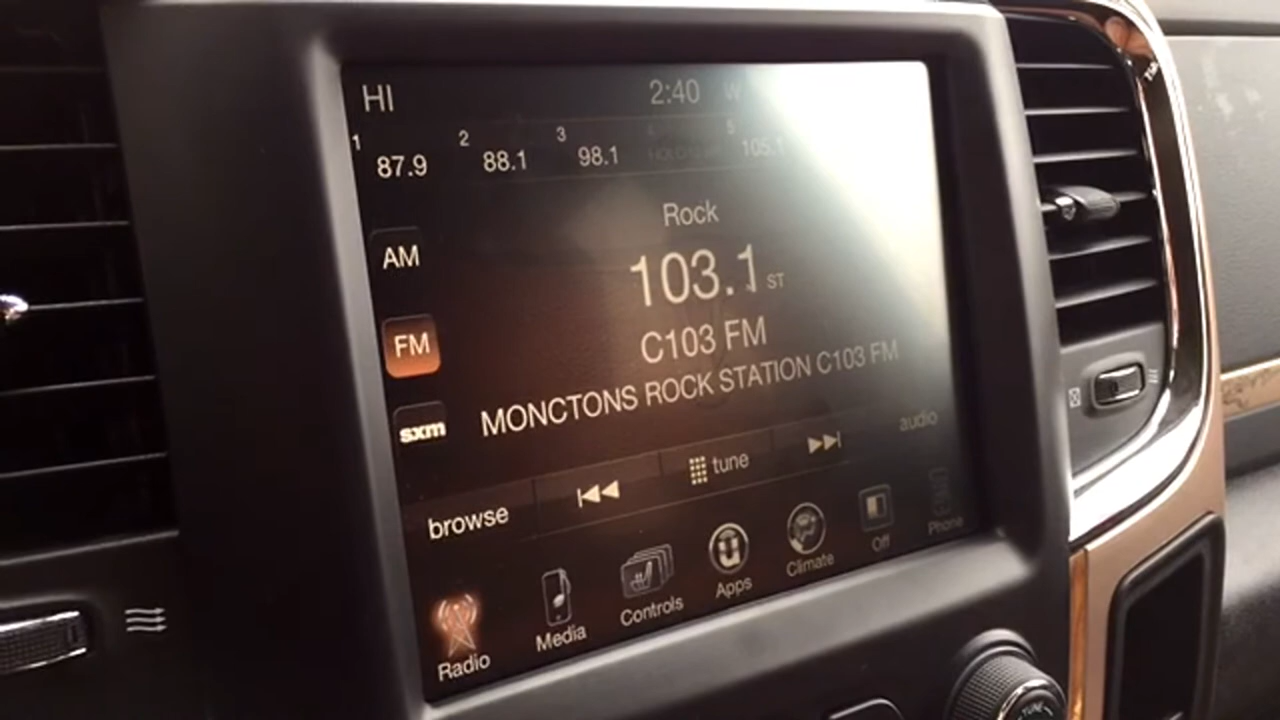 HI 2:40 W
1 87.9 2 88.1 3 98.1 4 5 105.1
Rock
AM
103.1 ST
FM
C103 FM
MONCTONS ROCK STATION C103 FM
sxm
browse tune audio
Radio Media Controls Apps Climate Off Phone
TUNE